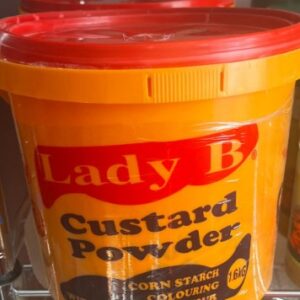 Lady B
Custard
Powder
CORN STARCH
COLOURING
1.6KG